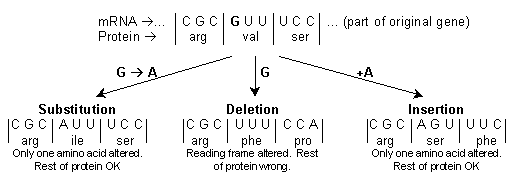 mRNA →... | C G C | G U U | U C C | ... (part of original gene)
Protein → | arg | val | ser |
G → A G +A
Substitution Deletion Insertion
| C G C | A U U | U C C | | C G C | U U U | C C A | | C G C | A G U | U U C |
arg ile ser arg phe pro arg ser phe
Only one amino acid altered. Reading frame altered. Rest Only one amino acid altered.
Rest of protein OK of protein wrong. Rest of protein OK